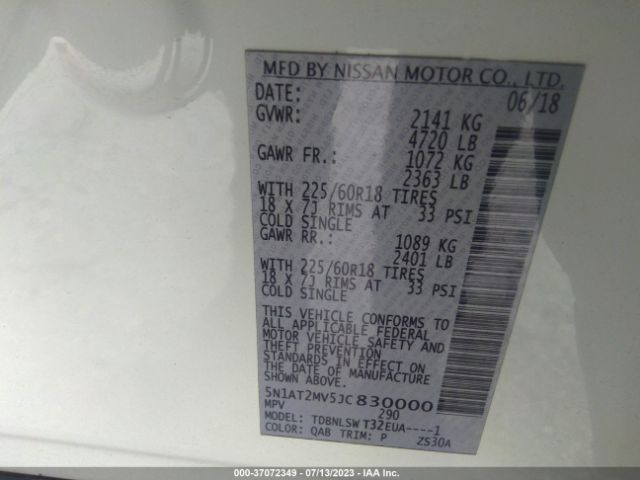 MFD BY NISSAN MOTOR CO., LTD.
DATE: 06/18
GVWR: 2141 KG
4720 LB
GAWR FR.: 1072 KG
2363 LB
WITH 225/60R18 TIRES
18 X 7J RIMS AT 33 PSI
COLD SINGLE
GAWR RR.: 1089 KG
2401 LB
WITH 225/60R18 TIRES
18 X 7J RIMS AT 33 PSI
COLD SINGLE
THIS VEHICLE CONFORMS TO
ALL APPLICABLE FEDERAL
MOTOR VEHICLE SAFETY AND
THEFT PREVENTION
STANDARDS IN EFFECT ON
THE DATE OF MANUFACTURE
SHOWN ABOVE.
5N1AT2MV5JC830000
MPV 290
MODEL: TDBNLSWT32EUA----1
COLOR: QAB TRIM: P ZS30A
000-37072349 - 07/13/2023 - IAA Inc.